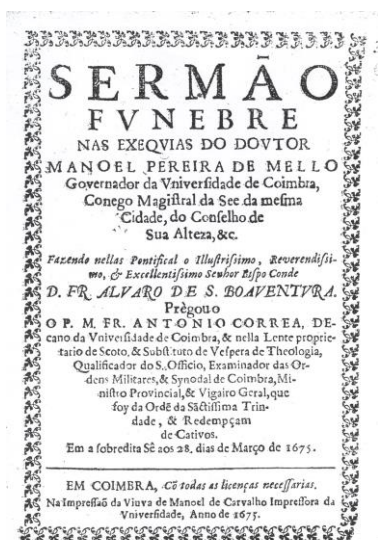 SERMÃO
FVNEBRE
NAS EXEQVIAS DO DOVTOR
MANOEL PEREIRA DE MELLO
Governador da Vniversidade de Coimbra,
Conego Magistral da See da mesma
Cidade, do Conselho de
Sua Alteza, &c.
Fazendo nellas Pontifical o Illustrissimo, Reverendissi-
mo, & Excellentissimo Senhor Bispo Conde
D. FR. ALVARO DE S. BOAVENTVRA.
Prègouo
O P. M. FR. ANTONIO CORREA, DE-
cano da Vniversidade de Coimbra, & nella Lente proprie-
tario de Scoto, & Substituto de Vespera de Theologia,
Qualificador do S. Officio, Examinador das Or-
dens Militares, & Synodal de Coimbra, Mi-
nistro Provincial, & Vigairo Geral, que
foy da Ordẽ da Sãctissima Trin-
dade, & Redempçam
de Cativos.
Em a sobredita Sè aos 28. dias de Março de 1675.
EM COIMBRA, Cõ todas as licenças necessarias.
Na Impressaõ da Viuva de Manoel de Carvalho Impressora da
Vniversidade, Anno de 1675.